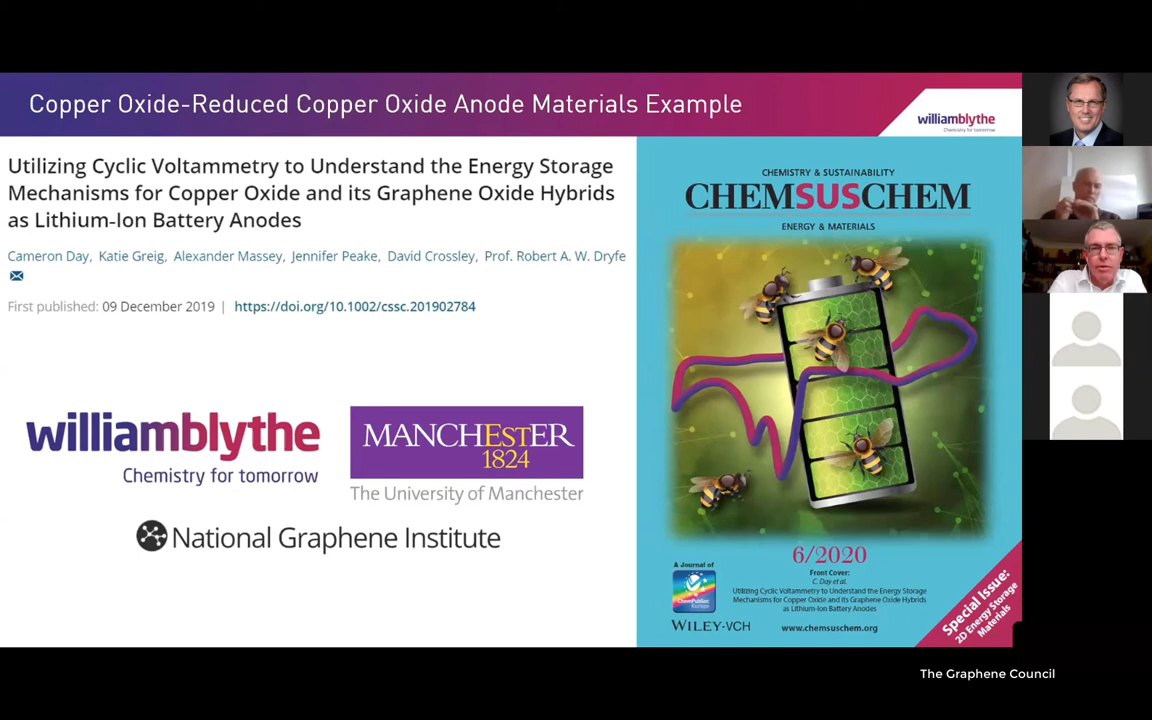 Copper Oxide-Reduced Copper Oxide Anode Materials Example
williamblythe
Chemistry for tomorrow
Utilizing Cyclic Voltammetry to Understand the Energy Storage
Mechanisms for Copper Oxide and its Graphene Oxide Hybrids
as Lithium-Ion Battery Anodes
Cameron Day, Katie Greig, Alexander Massey, Jennifer Peake, David Crossley, Prof. Robert A. W. Dryfe
First published: 09 December 2019 | https://doi.org/10.1002/cssc.201902784
williamblythe
Chemistry for tomorrow
MANCHESTER
1824
The University of Manchester
National Graphene Institute
CHEMISTRY & SUSTAINABILITY
CHEMSUSCHEM
ENERGY & MATERIALS
6/2020
Front Cover:
C. Day et al.
Utilizing Cyclic Voltammetry to Understand the Energy Storage
Mechanisms for Copper Oxide and its Graphene Oxide Hybrids
as Lithium-Ion Battery Anodes
A Journal of
ChemPubSoc
Europe
WILEY-VCH
www.chemsuschem.org
Special Issue:
2D Energy Storage
Materials
The Graphene Council